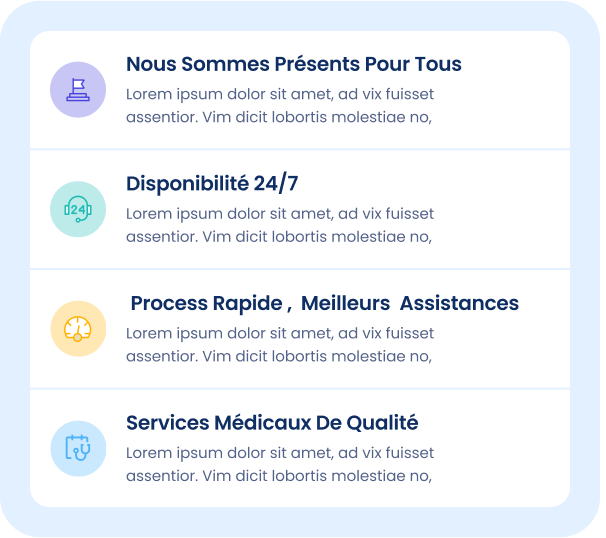 Nous Sommes Présents Pour Tous
Lorem ipsum dolor sit amet, ad vix fuisset
assentior. Vim dicit lobortis molestiae no,
24
Disponibilité 24/7
Lorem ipsum dolor sit amet, ad vix fuisset
assentior. Vim dicit lobortis molestiae no,
Process Rapide , Meilleurs Assistances
Lorem ipsum dolor sit amet, ad vix fuisset
assentior. Vim dicit lobortis molestiae no,
Services Médicaux De Qualité
Lorem ipsum dolor sit amet, ad vix fuisset
assentior. Vim dicit lobortis molestiae no,